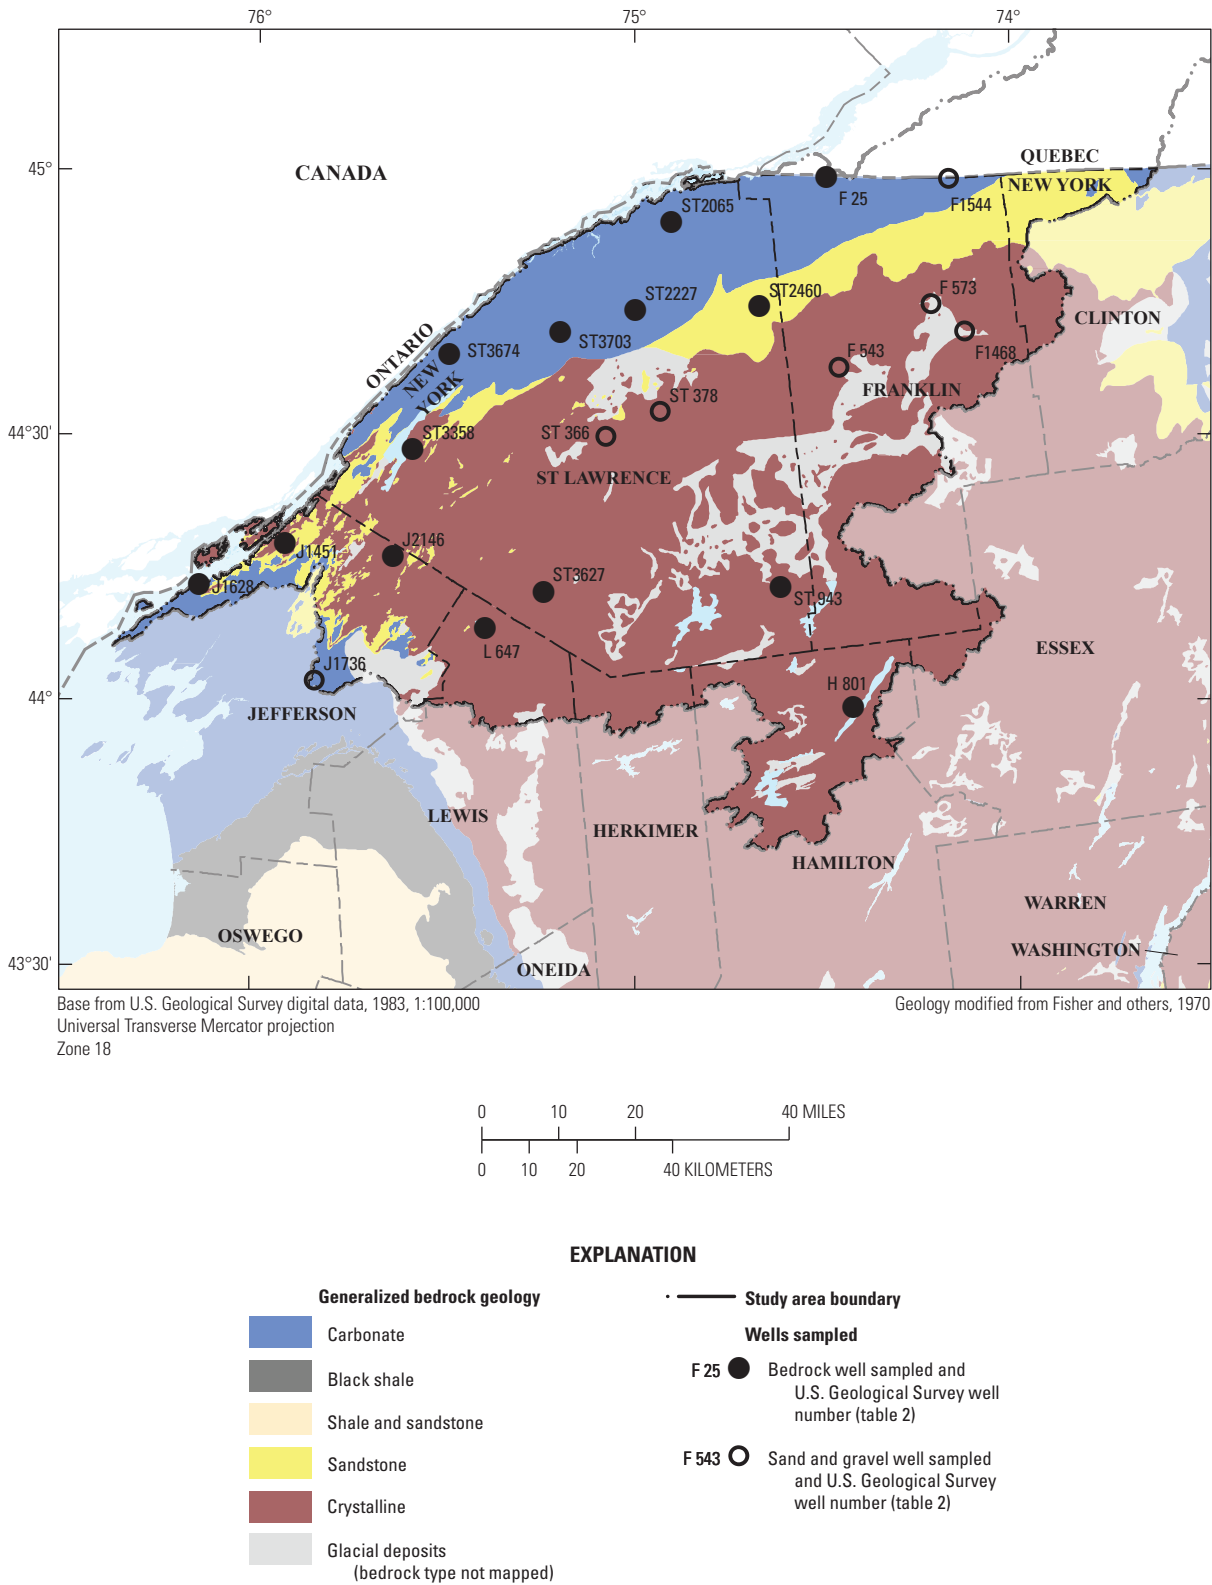 76°
75°
74°
45°
44°30'
44°
43°30'
CANADA
QUEBEC
NEW YORK
ONTARIO
NEW
YORK
F 25
F1544
ST2065
ST2227
ST2460
F 573
CLINTON
ST3703
ST3674
F1468
F 543
FRANKLIN
ST 378
ST 366
ST3358
ST LAWRENCE
J1451
J2146
J1628
ST3627
ST 943
L 647
ESSEX
J1736
H 801
JEFFERSON
LEWIS
HERKIMER
HAMILTON
WARREN
OSWEGO
WASHINGTON
ONEIDA
Base from U.S. Geological Survey digital data, 1983, 1:100,000
Universal Transverse Mercator projection
Zone 18
Geology modified from Fisher and others, 1970
0 10 20 40 MILES
0 10 20 40 KILOMETERS
EXPLANATION
Generalized bedrock geology
Carbonate
Black shale
Shale and sandstone
Sandstone
Crystalline
Glacial deposits
(bedrock type not mapped)
Study area boundary
Wells sampled
F 25 Bedrock well sampled and
U.S. Geological Survey well
number (table 2)
F 543 Sand and gravel well sampled
and U.S. Geological Survey
well number (table 2)